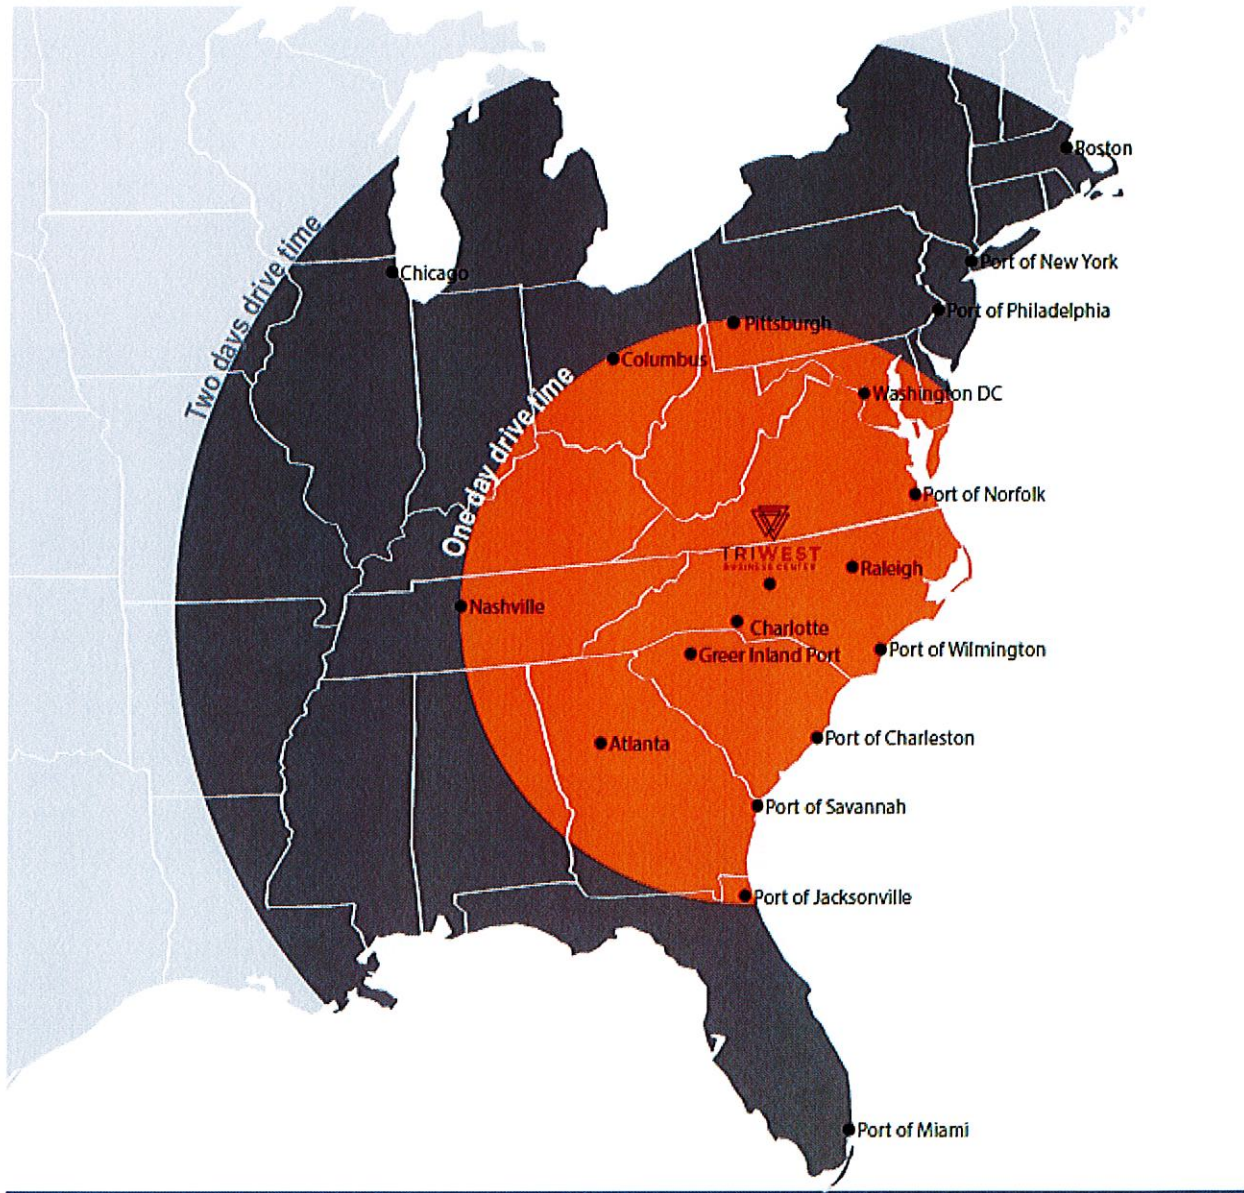 Boston
Two days drive time
Chicago
Port of New York
Port of Philadelphia
Pittsburgh
Columbus
One day drive time
Washington DC
Port of Norfolk
TRIWEST
BUSINESS CENTER
Raleigh
Nashville
Charlotte
Greer Inland Port
Port of Wilmington
Atlanta
Port of Charleston
Port of Savannah
Port of Jacksonville
Port of Miami